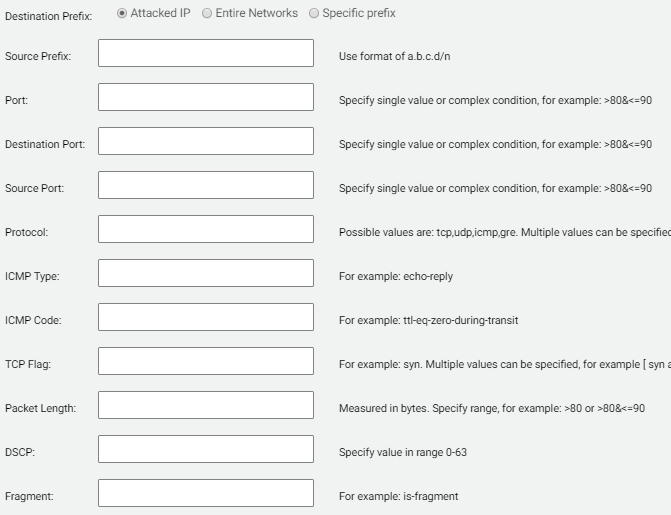 Destination Prefix: Attacked IP Entire Networks Specific prefix
Source Prefix: Use format of a.b.c.d/n
Port: Specify single value or complex condition, for example: >80&<=90
Destination Port: Specify single value or complex condition, for example: >80&<=90
Source Port: Specify single value or complex condition, for example: >80&<=90
Protocol: Possible values are: tcp,udp,icmp,gre. Multiple values can be specified
ICMP Type: For example: echo-reply
ICMP Code: For example: ttl-eq-zero-during-transit
TCP Flag: For example: syn. Multiple values can be specified, for example [ syn a
Packet Length: Measured in bytes. Specify range, for example: >80 or >80&<=90
DSCP: Specify value in range 0-63
Fragment: For example: is-fragment